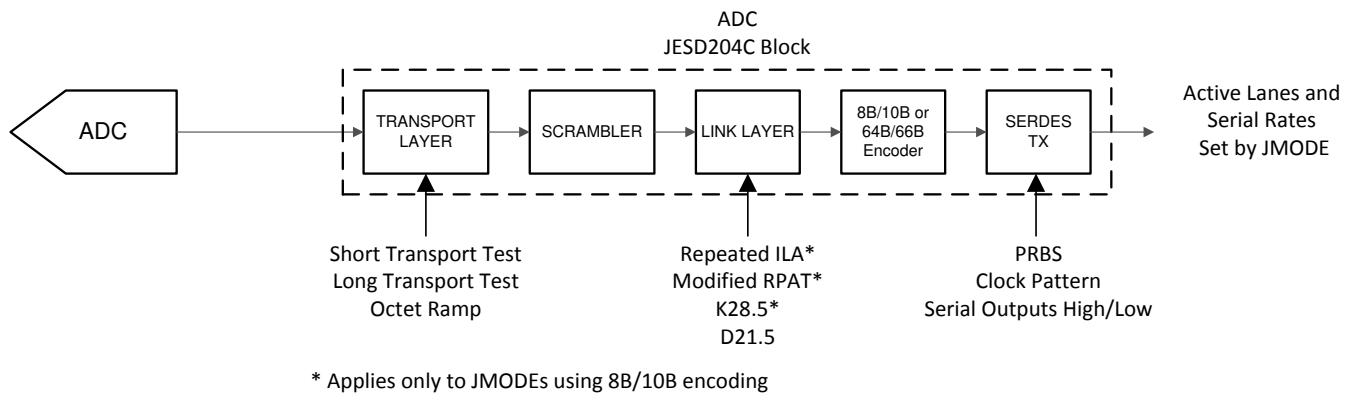 ADC
JESD204C Block
ADC
TRANSPORT
LAYER
SCRAMBLER
LINK LAYER
8B/10B or
64B/66B
Encoder
SERDES
TX
Active Lanes and
Serial Rates
Set by JMODE
Short Transport Test
Long Transport Test
Octet Ramp
Repeated ILA*
Modified RPAT*
K28.5*
D21.5
PRBS
Clock Pattern
Serial Outputs High/Low
* Applies only to JMODEs using 8B/10B encoding